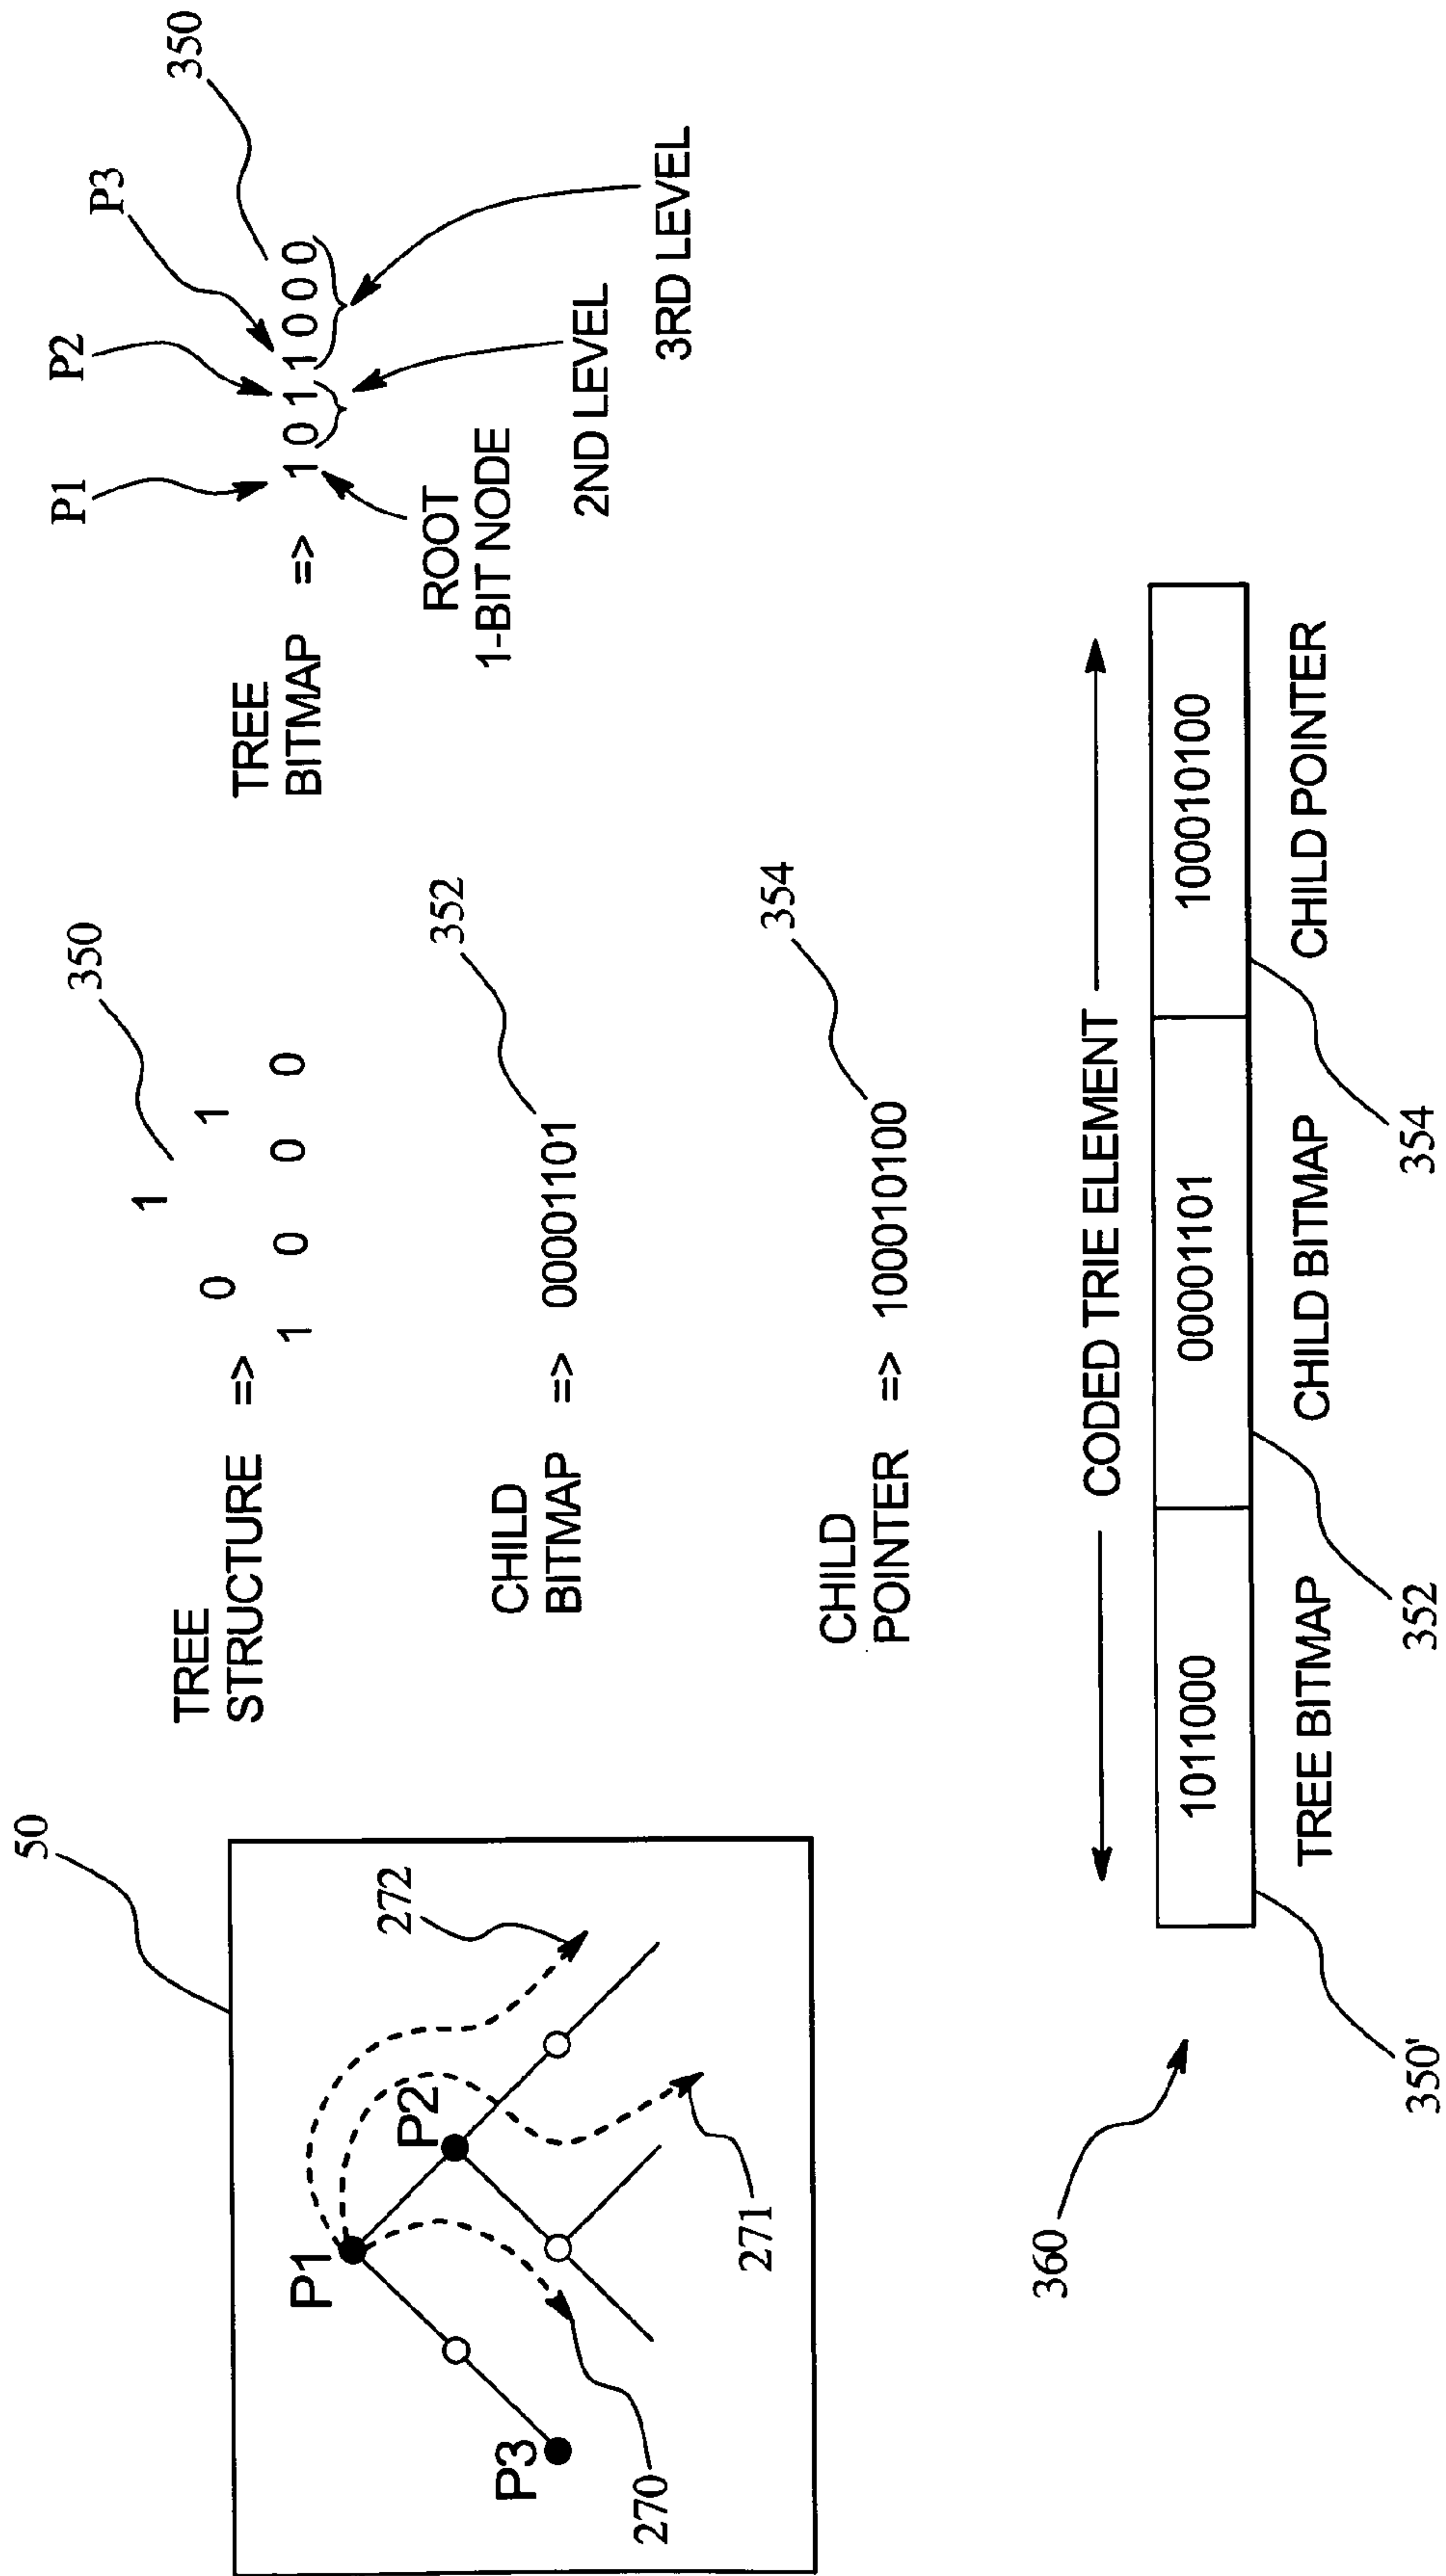 50
P1
P2
P3
270
271
272
TREE
STRUCTURE =>
1
0 1
1 0 0 0
350
CHILD
BITMAP => 00001101
352
CHILD
POINTER => 100010100
354
TREE
BITMAP =>
1 0 1 1 0 0 0
P1
P2
P3
350
ROOT
1-BIT NODE
2ND LEVEL
3RD LEVEL
360
CODED TRIE ELEMENT
1011000 00001101 100010100
TREE BITMAP CHILD BITMAP CHILD POINTER
350' 352 354